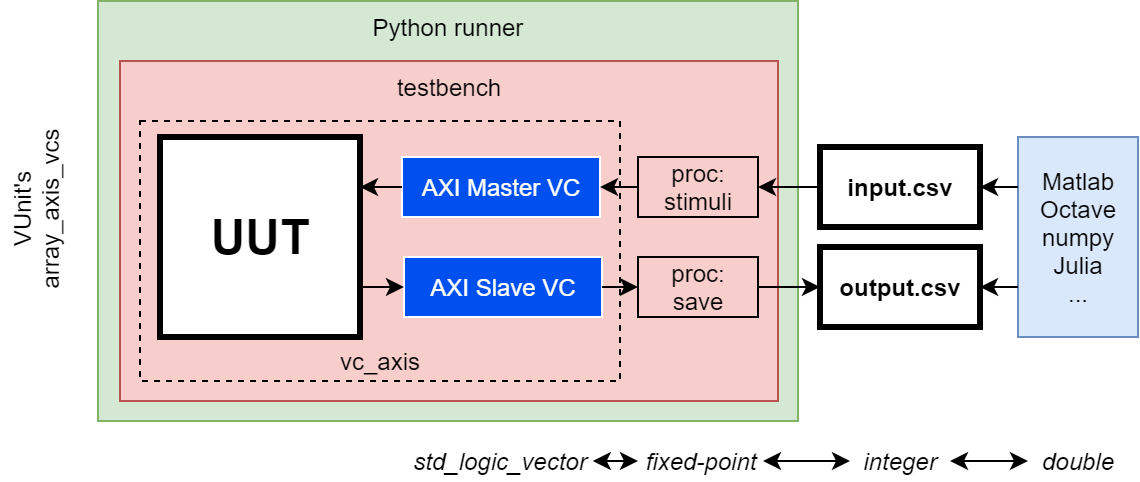 Python runner
testbench
VUnit's
array_axis_vcs
UUT
AXI Master VC
proc:
stimuli
input.csv
AXI Slave VC
proc:
save
output.csv
Matlab
Octave
numpy
Julia
...
vc_axis
std_logic_vector fixed-point integer double